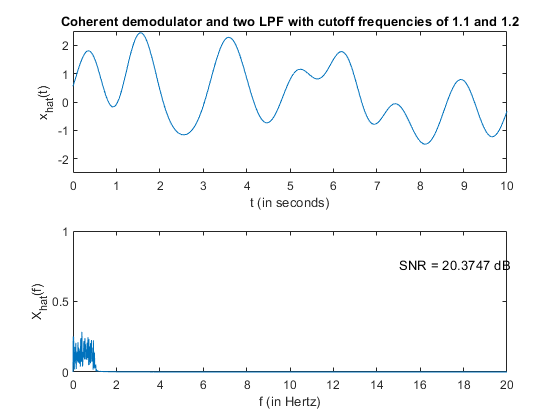 Coherent demodulator and two LPF with cutoff frequencies of 1.1 and 1.2
2
1
0
-1
-2
x_hat(t)
0 1 2 3 4 5 6 7 8 9 10
t (in seconds)
1
0.5
0
X_hat(f)
SNR = 20.3747 dB
0 2 4 6 8 10 12 14 16 18 20
f (in Hertz)